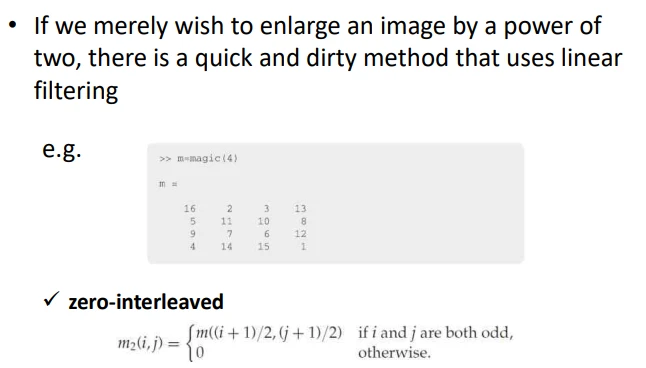 • If we merely wish to enlarge an image by a power of
two, there is a quick and dirty method that uses linear
filtering
e.g.
>> m=magic(4)
m =
16 2 3 13
5 11 10 8
9 7 6 12
4 14 15 1
✓ zero-interleaved
m₂(i, j) = { m((i + 1)/2, (j + 1)/2) if i and j are both odd,
0 otherwise.